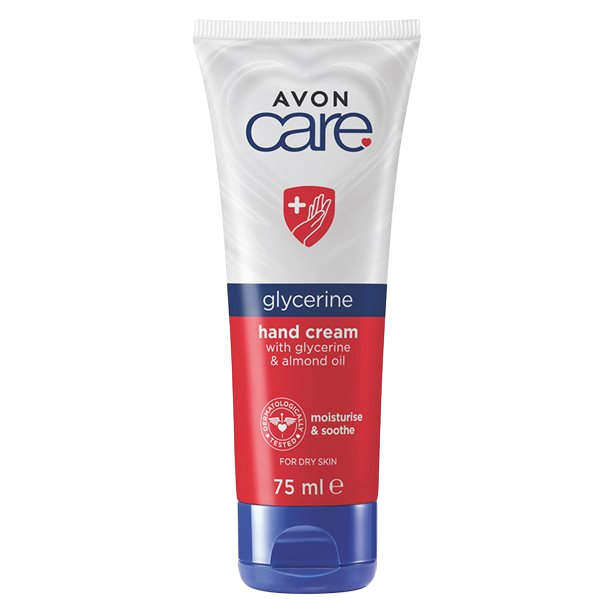 AVON
care
glycerine
hand cream
with glycerine
& almond oil
DERMATOLOGICALLY
TESTED
moisturise
& soothe
FOR DRY SKIN
75 ml e